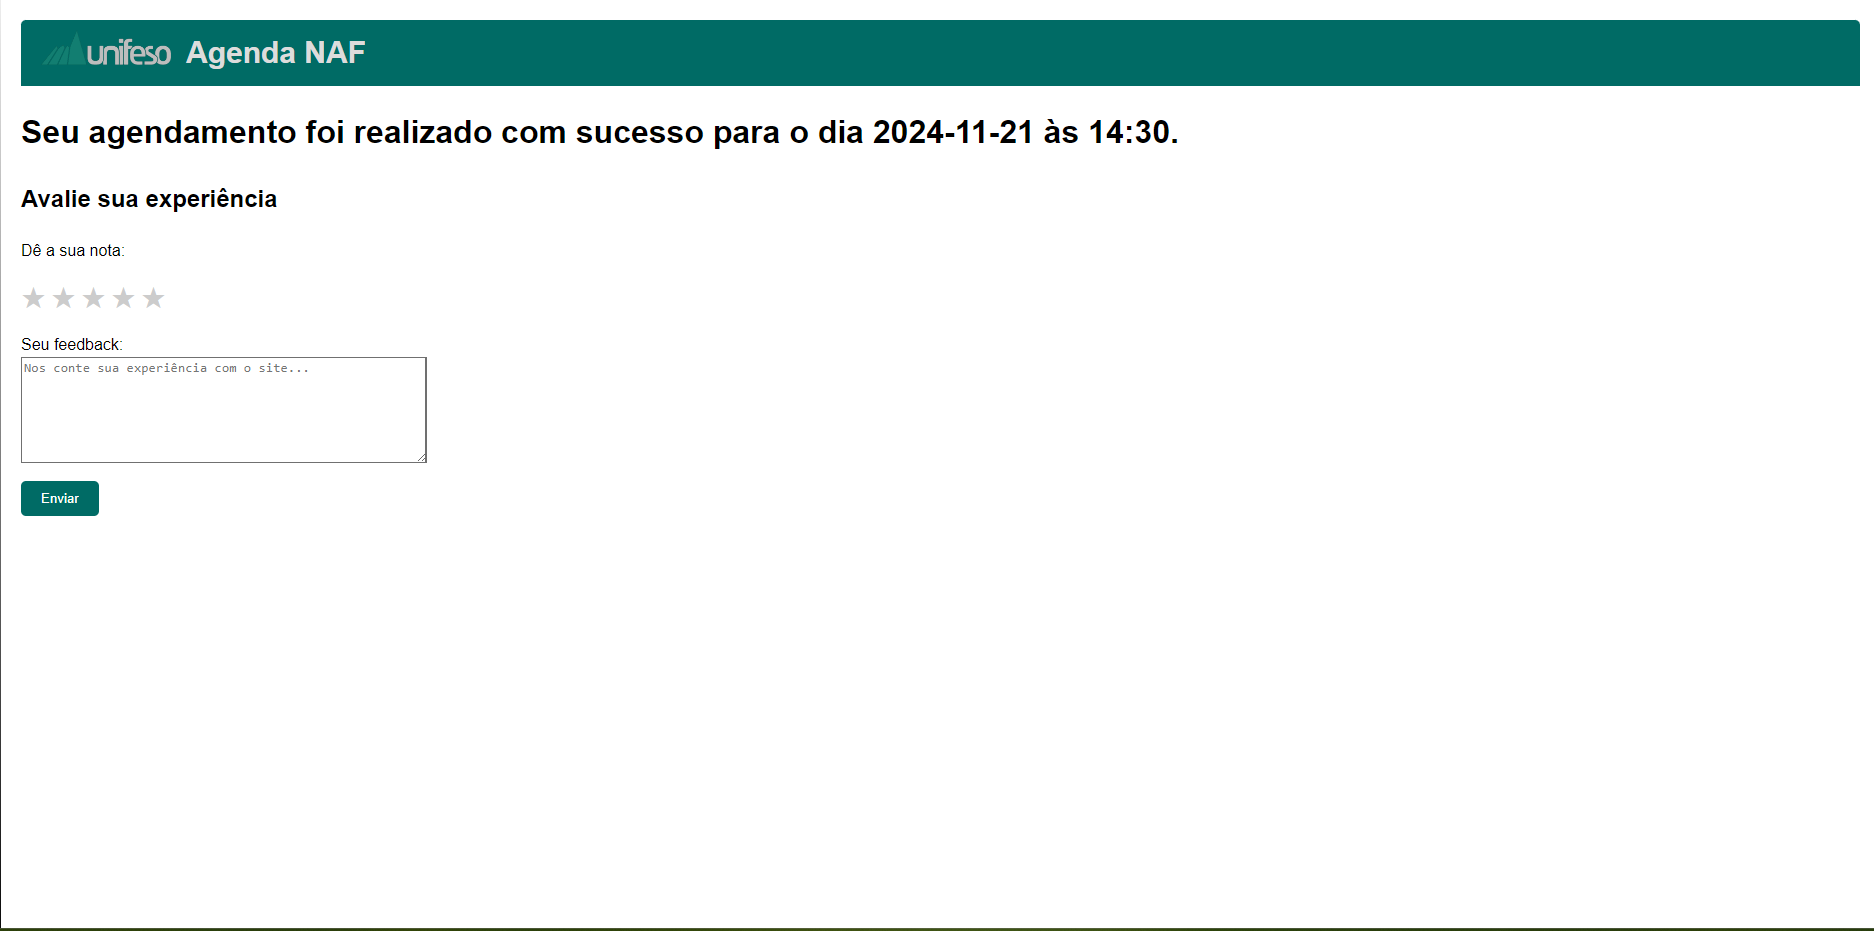 unifeso Agenda NAF
Seu agendamento foi realizado com sucesso para o dia 2024-11-21 às 14:30.
Avalie sua experiência
Dê a sua nota:
★ ★ ★ ★ ★
Seu feedback:
Nos conte sua experiência com o site...
Enviar